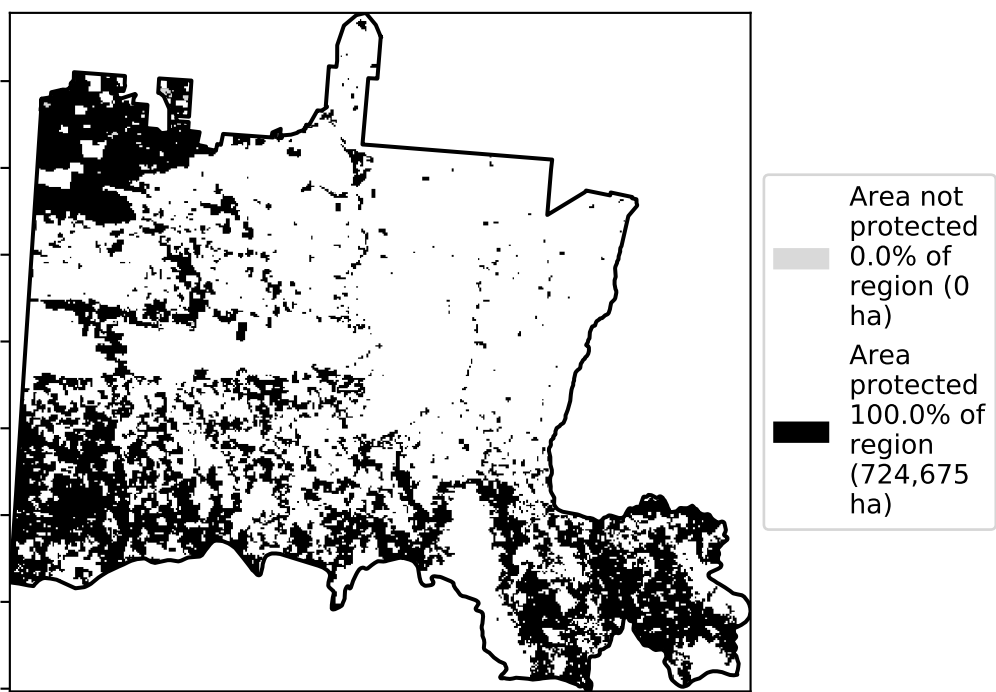 Area not
protected
0.0% of
region (0
ha)
Area
protected
100.0% of
region
(724,675
ha)